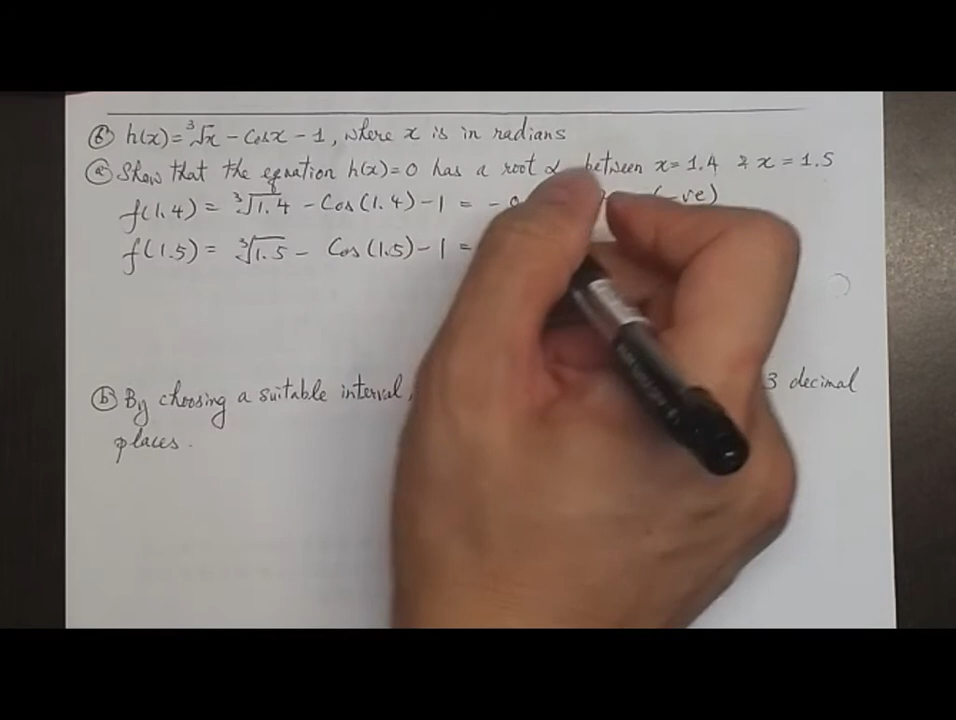 ⑥ h(x) = ∛x - Cosx - 1, where x is in radians
ⓐ Show that the equation h(x)=0 has a root α between x=1.4 & x=1.5
f(1.4) = ∛1.4 - Cos(1.4)-1 = - (-ve)
f(1.5) = ∛1.5 - Cos(1.5)-1 =
ⓑ By choosing a suitable interval, 3 decimal
places.